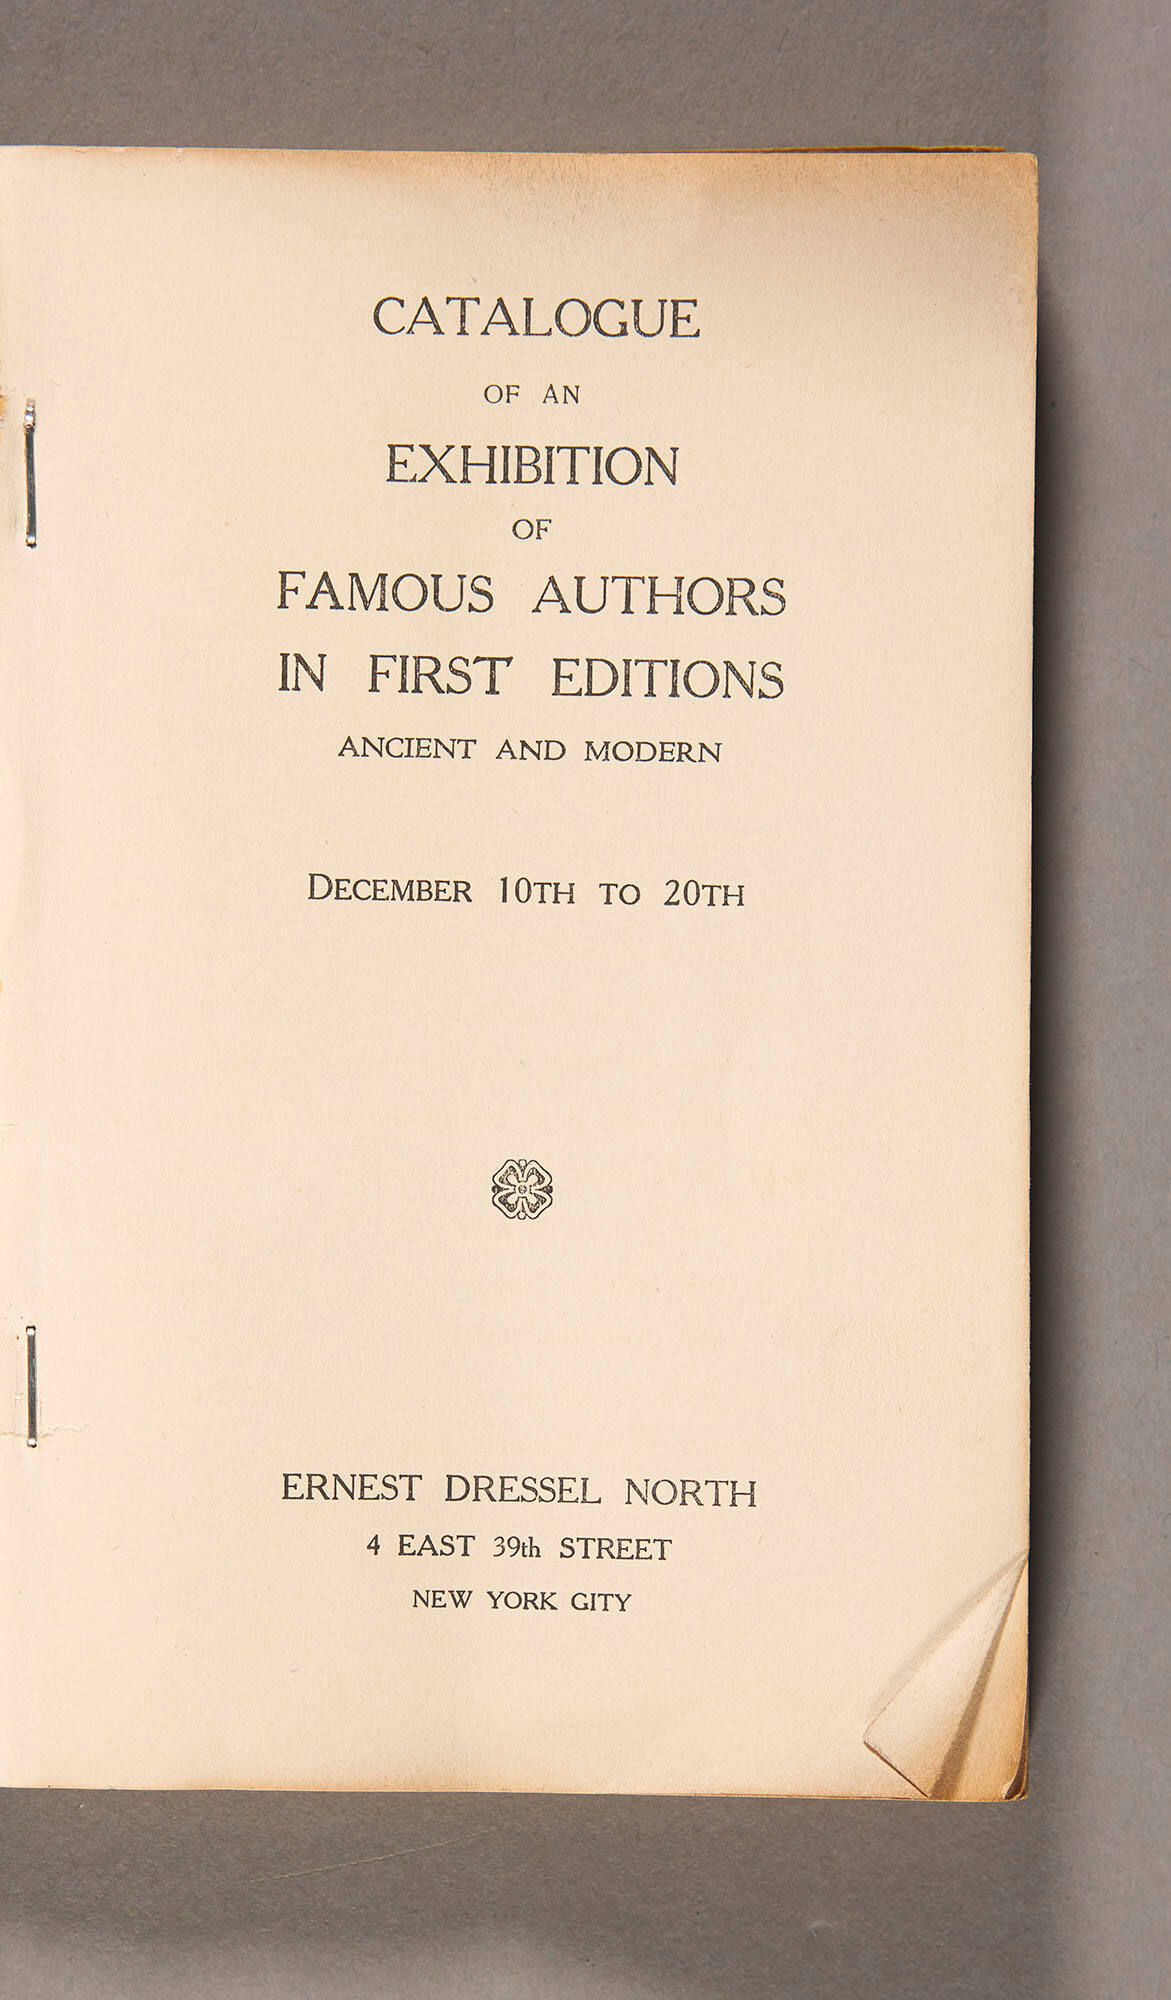 CATALOGUE
OF AN
EXHIBITION
OF
FAMOUS AUTHORS
IN FIRST EDITIONS
ANCIENT AND MODERN
DECEMBER 10TH TO 20TH
ERNEST DRESSEL NORTH
4 EAST 39th STREET
NEW YORK CITY